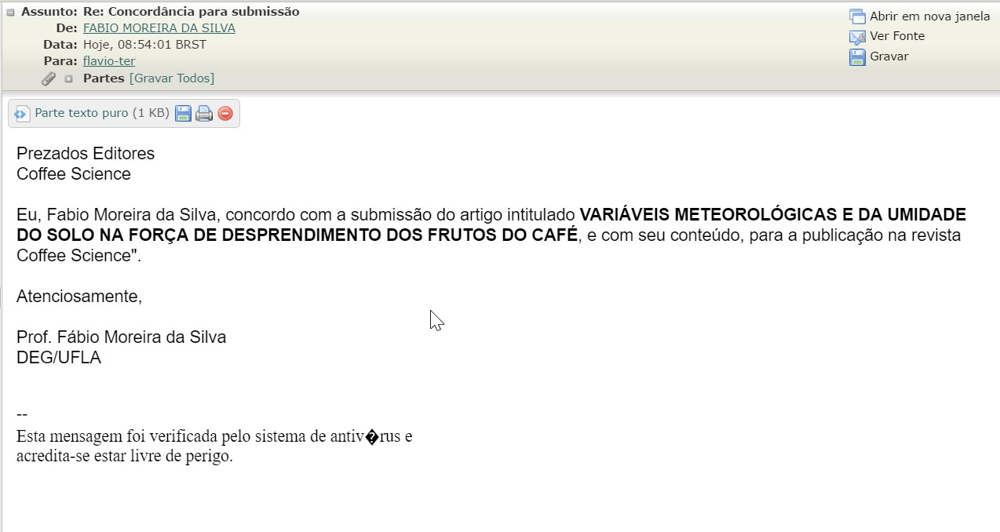 Assunto: Re: Concordância para submissão
De: FABIO MOREIRA DA SILVA
Data: Hoje, 08:54:01 BRST
Para: flavio-ter
Partes [Gravar Todos]
Abrir em nova janela
Ver Fonte
Gravar
Parte texto puro (1 KB)
Prezados Editores
Coffee Science
Eu, Fabio Moreira da Silva, concordo com a submissão do artigo intitulado VARIÁVEIS METEOROLÓGICAS E DA UMIDADE
DO SOLO NA FORÇA DE DESPRENDIMENTO DOS FRUTOS DO CAFÉ, e com seu conteúdo, para a publicação na revista
Coffee Science".
Atenciosamente,
Prof. Fábio Moreira da Silva
DEG/UFLA
--
Esta mensagem foi verificada pelo sistema de antiv�rus e
acredita-se estar livre de perigo.